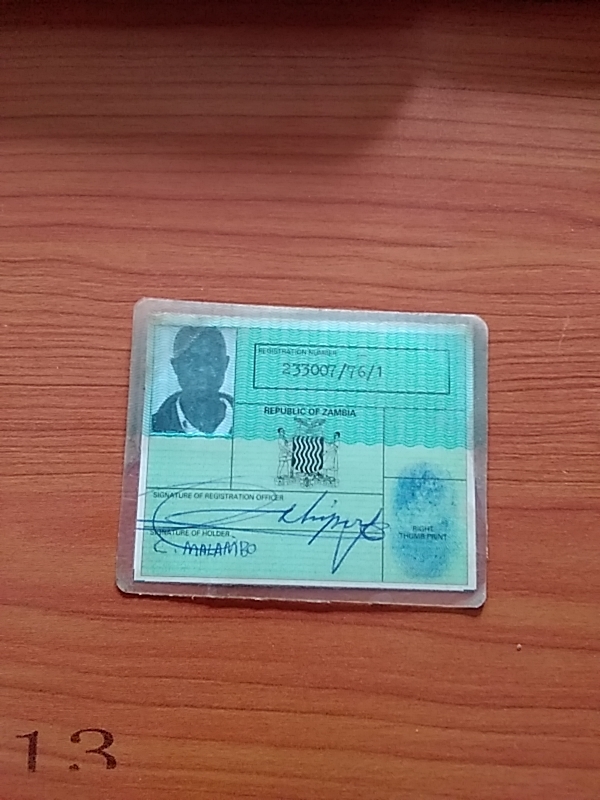 REGISTRATION NUMBER
233007/76/1
REPUBLIC OF ZAMBIA
SIGNATURE OF REGISTRATION OFFICER
SIGNATURE OF HOLDER
C. MALAMBO
RIGHT
THUMB PRINT
13